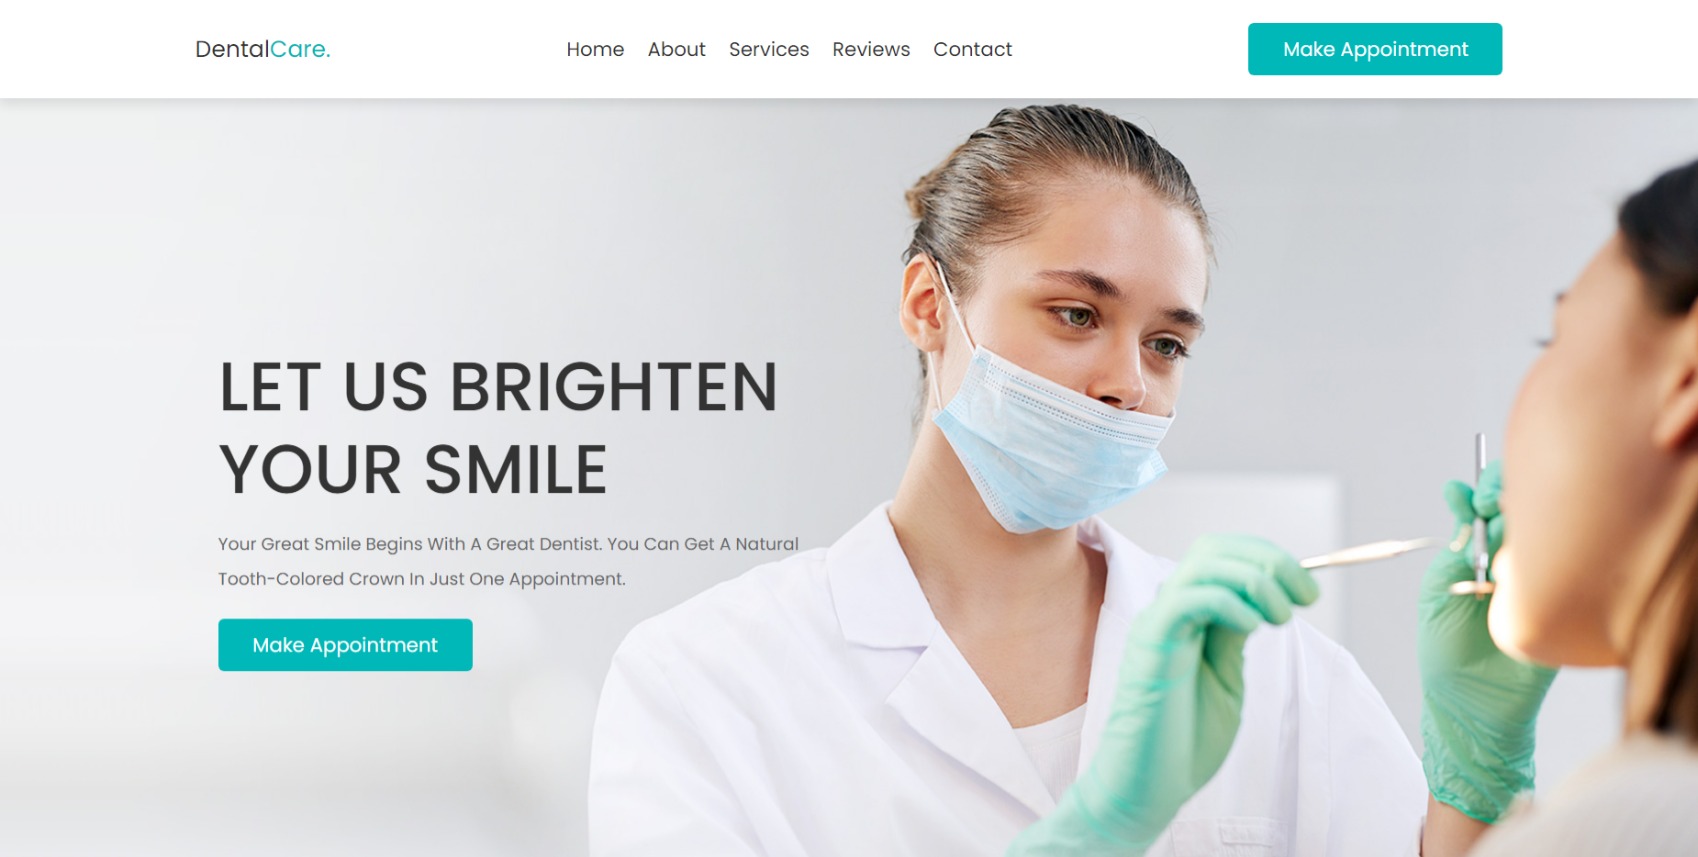 DentalCare.
Home About Services Reviews Contact
Make Appointment
LET US BRIGHTEN
YOUR SMILE
Your Great Smile Begins With A Great Dentist. You Can Get A Natural
Tooth-Colored Crown In Just One Appointment.
Make Appointment